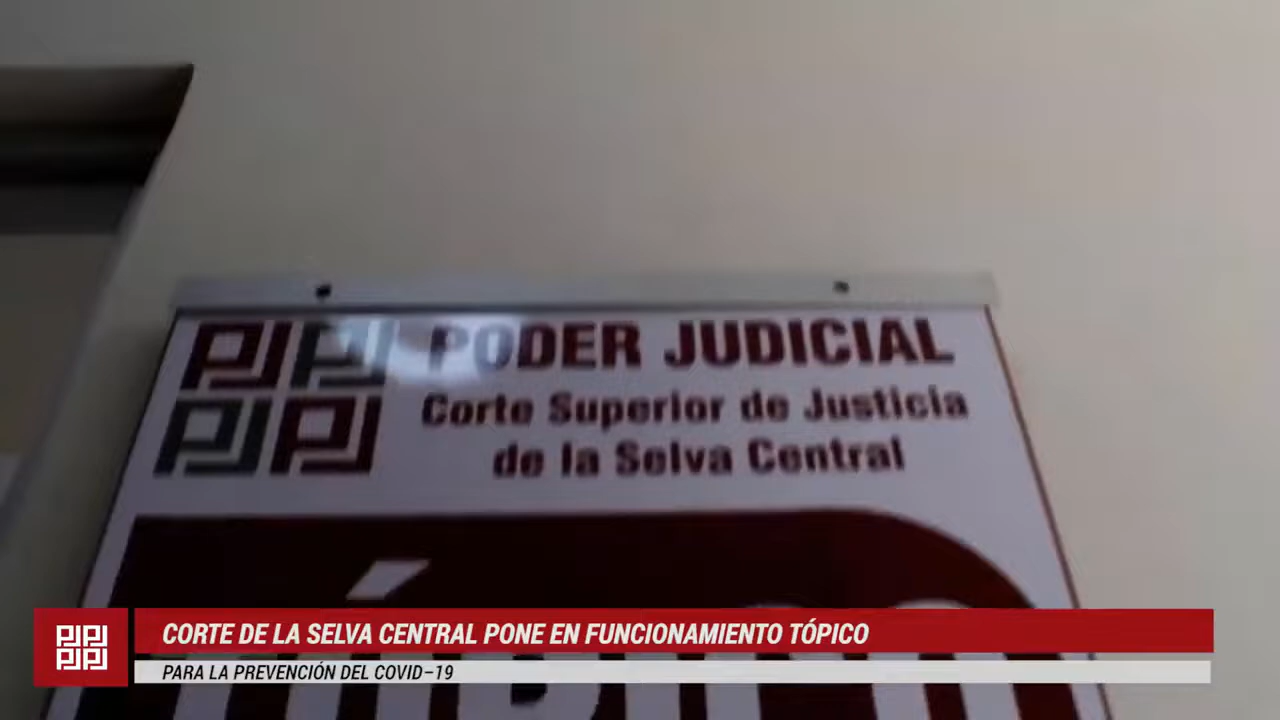 PODER JUDICIAL
Corte Superior de Justicia
de la Selva Central
CORTE DE LA SELVA CENTRAL PONE EN FUNCIONAMIENTO TÓPICO
PARA LA PREVENCIÓN DEL COVID-19